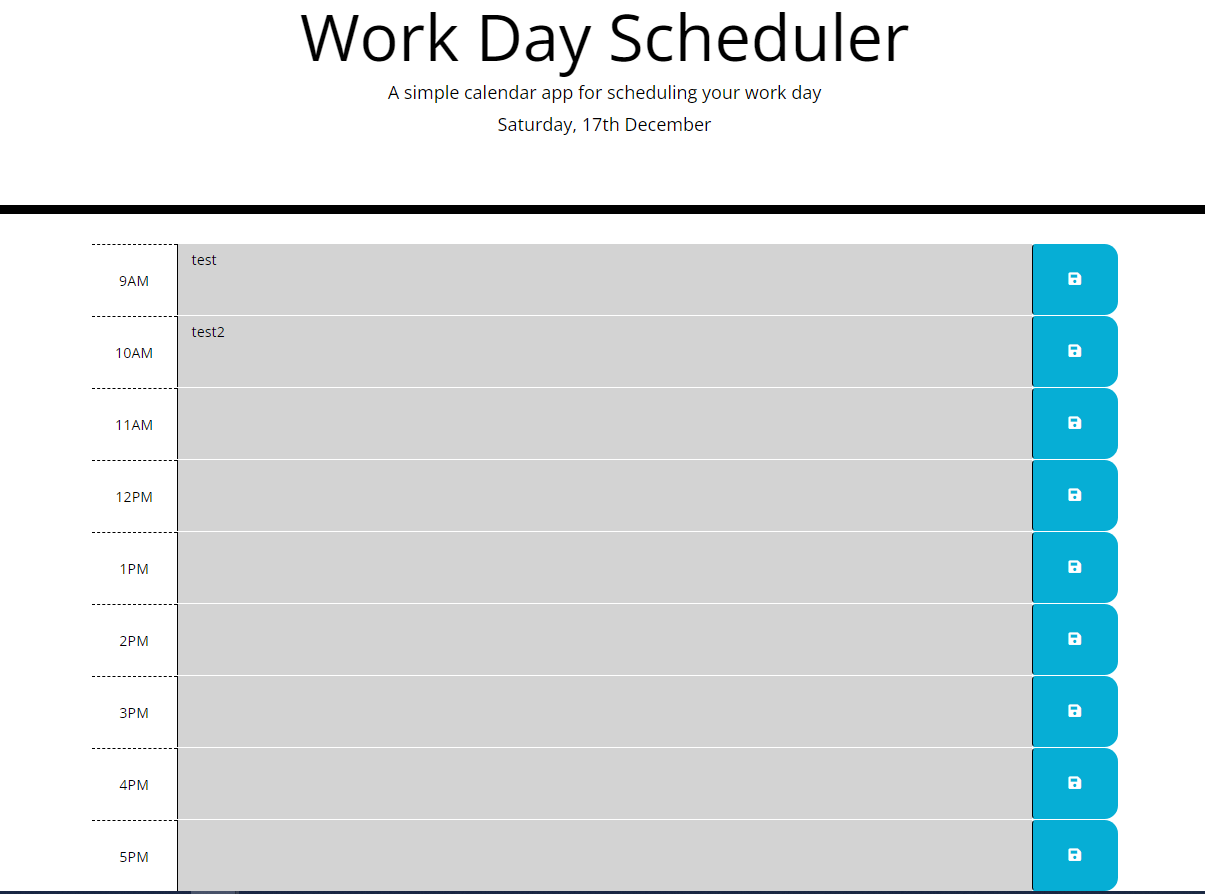 Work Day Scheduler
A simple calendar app for scheduling your work day
Saturday, 17th December
9AM
test
10AM
test2
11AM
12PM
1PM
2PM
3PM
4PM
5PM